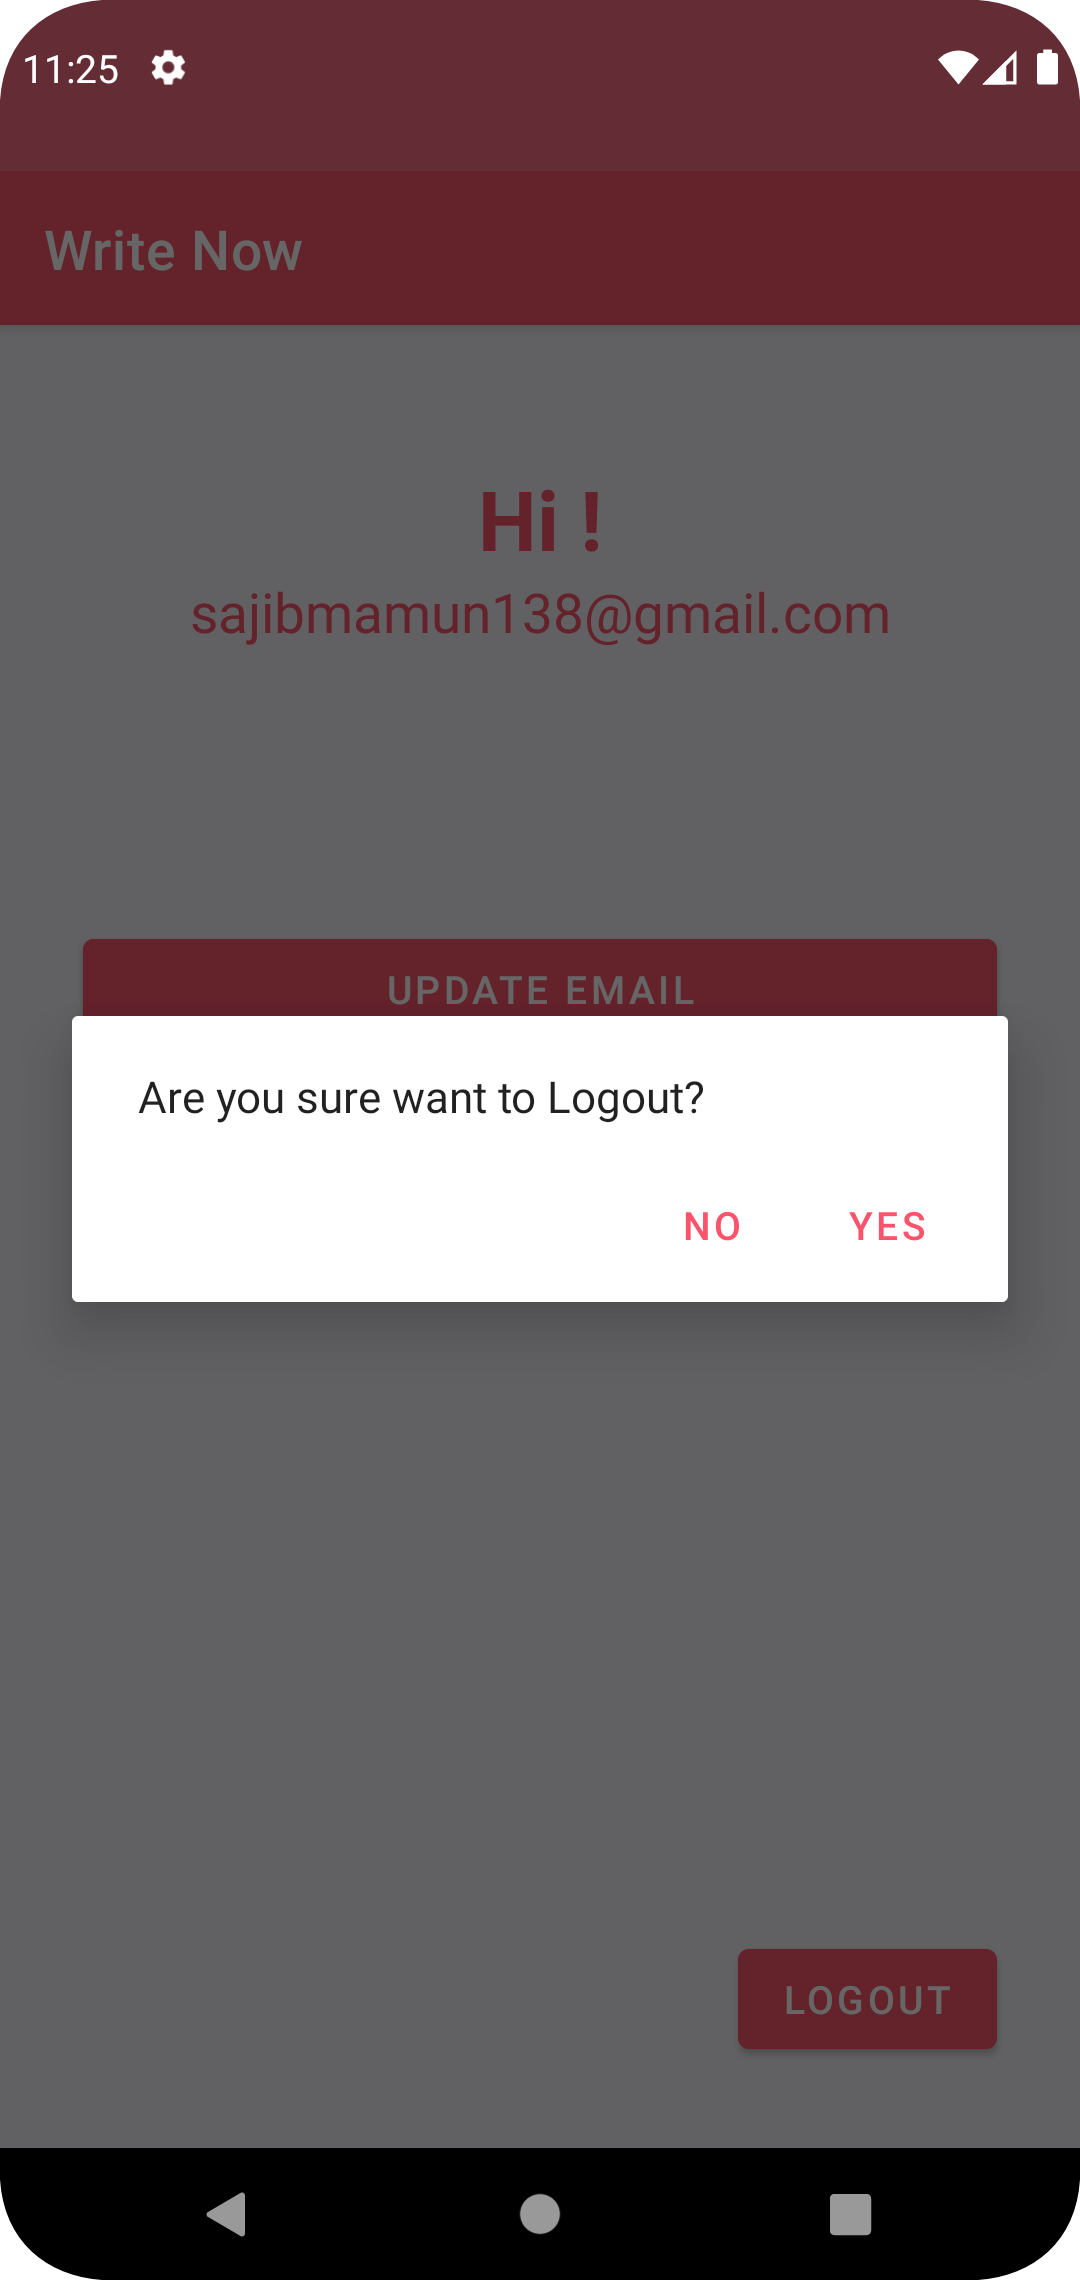 11:25
Write Now
Hi !
sajibmamun138@gmail.com
UPDATE EMAIL
Are you sure want to Logout?
NO YES
LOGOUT